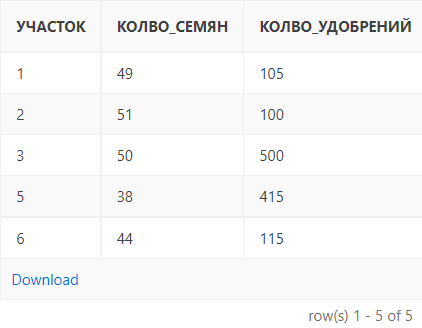 УЧАСТОК КОЛВО_СЕМЯН КОЛВО_УДОБРЕНИЙ
1 49 105
2 51 100
3 50 500
5 38 415
6 44 115
Download
row(s) 1 - 5 of 5